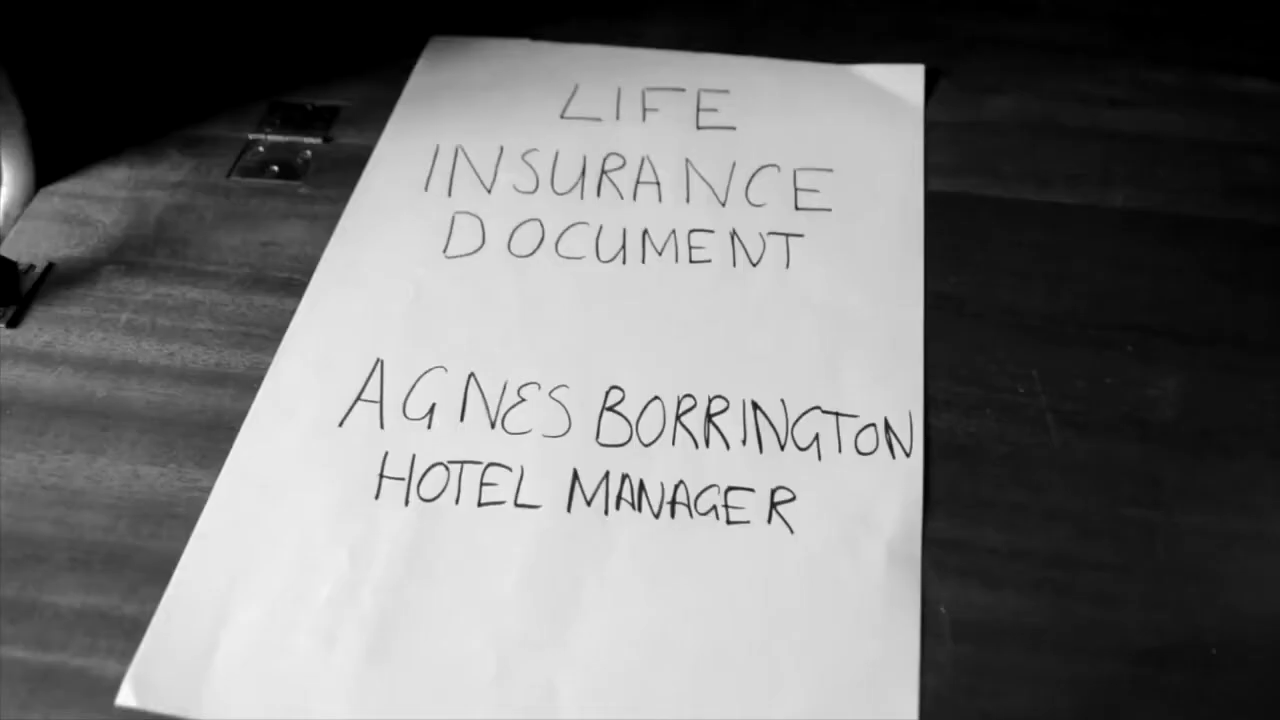 LIFE
INSURANCE
DOCUMENT
AGNES BORRINGTON
HOTEL MANAGER